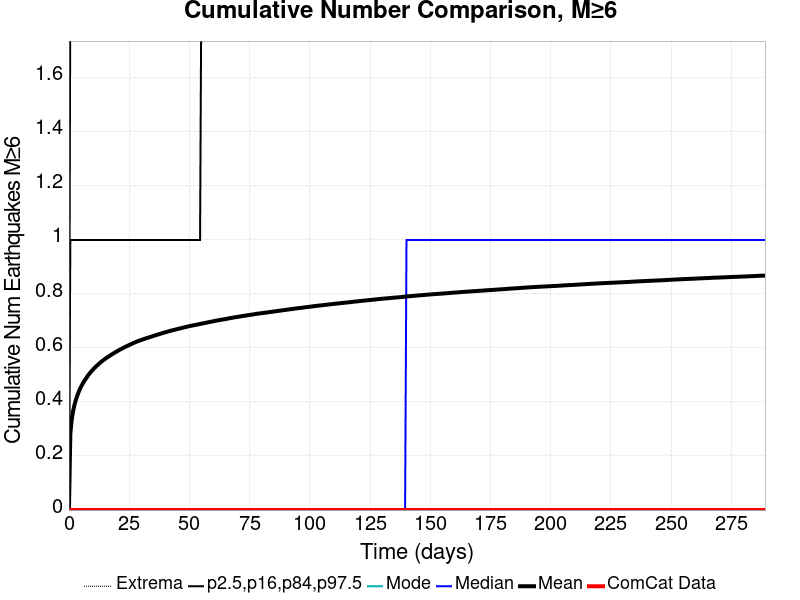 Cumulative Number Comparison, M≥6
Cumulative Num Earthquakes M≥6
1.6
1.4
1.2
1
0.8
0.6
0.4
0.2
0
0 25 50 75 100 125 150 175 200 225 250 275
Time (days)
Extrema p2.5,p16,p84,p97.5 Mode Median Mean ComCat Data